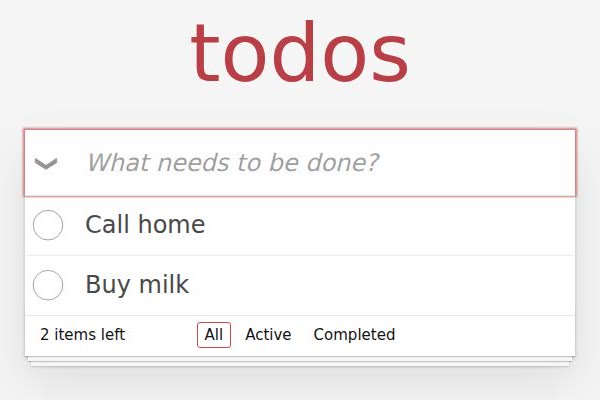 todos
What needs to be done?
Call home
Buy milk
2 items left All Active Completed